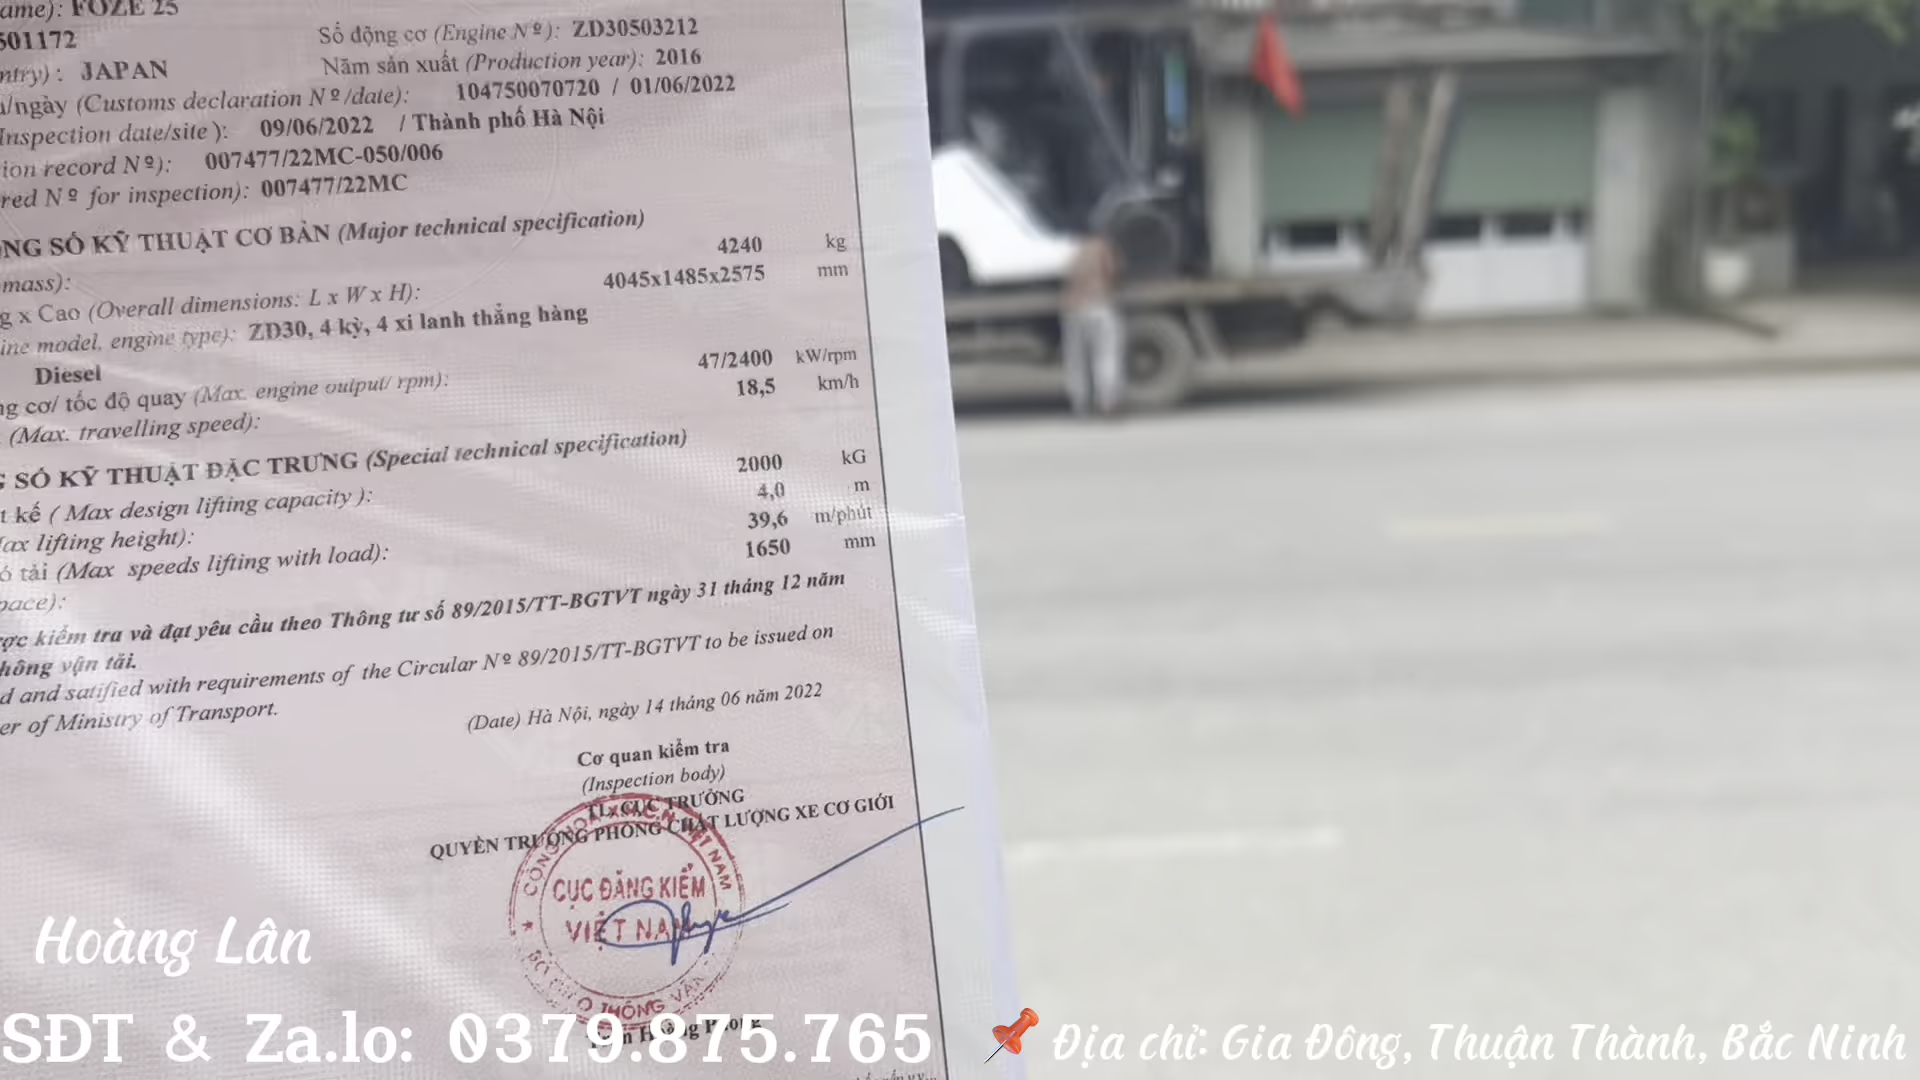 ame): FOZE 25
501172
Số động cơ (Engine Nº): ZD30503212
ntry) : JAPAN
Năm sản xuất (Production year): 2016
/ngày (Customs declaration Nº/date): 104750070720 / 01/06/2022
Inspection date/site ): 09/06/2022 / Thành phố Hà Nội
ion record Nº): 007477/22MC-050/006
red Nº for inspection): 007477/22MC
NG SỐ KỸ THUẬT CƠ BẢN (Major technical specification)
mass): 4240 kg
g x Cao (Overall dimensions: L x W x H): 4045x1485x2575 mm
ine model, engine type): ZD30, 4 kỳ, 4 xi lanh thẳng hàng
Diesel
ng cơ/ tốc độ quay (Max. engine output/ rpm): 47/2400 kW/rpm
(Max. travelling speed): 18,5 km/h
SỐ KỸ THUẬT ĐẶC TRƯNG (Special technical specification)
t kế ( Max design lifting capacity ): 2000 kG
ax lifting height): 4,0 m
ó tải (Max speeds lifting with load): 39,6 m/phút
pace): 1650 mm
ợc kiểm tra và đạt yêu cầu theo Thông tư số 89/2015/TT-BGTVT ngày 31 tháng 12 năm
hông vận tải.
d and satified with requirements of the Circular Nº 89/2015/TT-BGTVT to be issued on
er of Ministry of Transport.
(Date) Hà Nội, ngày 14 tháng 06 năm 2022
Cơ quan kiểm tra
(Inspection body)
TL. CỤC TRƯỞNG
QUYỀN TRƯỞNG PHÒNG CHẤT LƯỢNG XE CƠ GIỚI
CỤC ĐĂNG KIỂM
VIỆT NAM
Hoàng Lân
SĐT & Za.lo: 0379.875.765
Địa chỉ: Gia Đông, Thuận Thành, Bắc Ninh